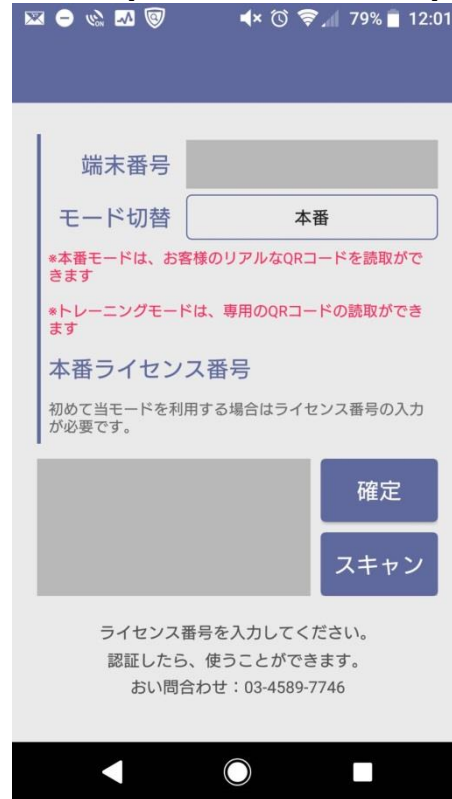 79% 12:01
端末番号
モード切替 本番
*本番モードは、お客様のリアルなQRコードを読取がで
きます
*トレーニングモードは、専用のQRコードの読取ができ
ます
本番ライセンス番号
初めて当モードを利用する場合はライセンス番号の入力
が必要です。
確定
スキャン
ライセンス番号を入力してください。
認証したら、使うことができます。
おい問合わせ：03-4589-7746